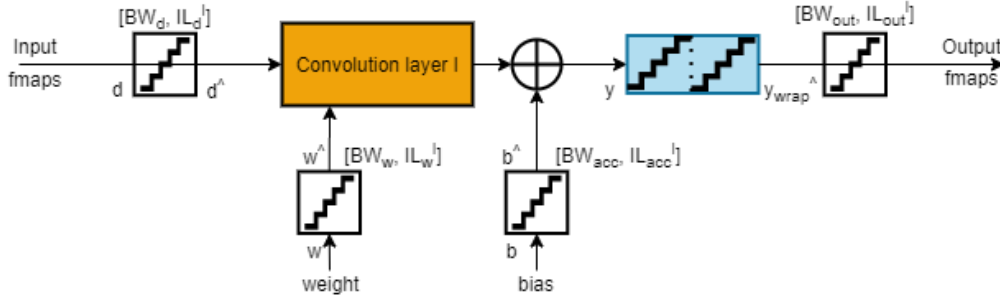 [BW_d, IL_d^l]
[BW_out, IL_out^l]
Input
fmaps
d
d^
Convolution layer l
y
y_wrap^
Output
fmaps
w^
[BW_w, IL_w^l]
b^
[BW_acc, IL_acc^l]
w
b
weight
bias